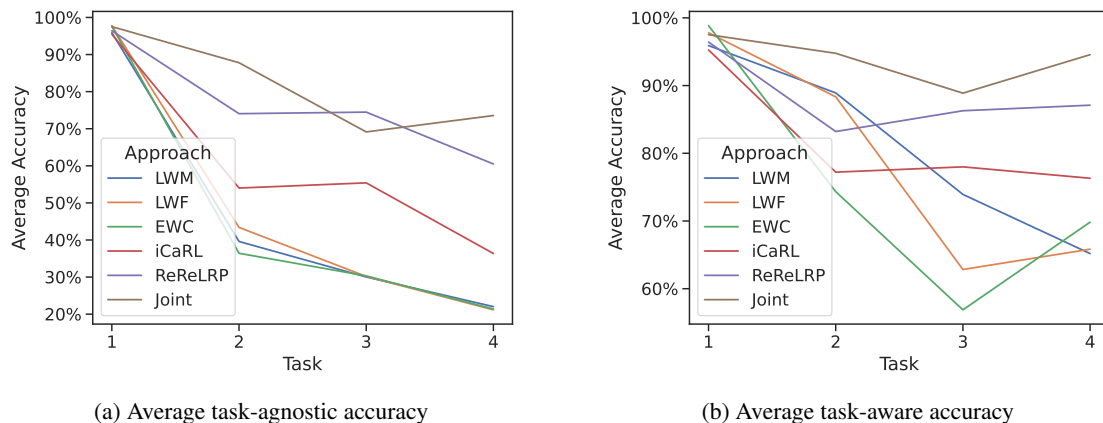 100%
90%
80%
70%
60%
50%
40%
30%
20%
Average Accuracy
Approach
LWM
LWF
EWC
iCaRL
ReReLRP
Joint
1 2 3 4
Task
(a) Average task-agnostic accuracy
100%
90%
80%
70%
60%
Average Accuracy
Approach
LWM
LWF
EWC
iCaRL
ReReLRP
Joint
1 2 3 4
Task
(b) Average task-aware accuracy